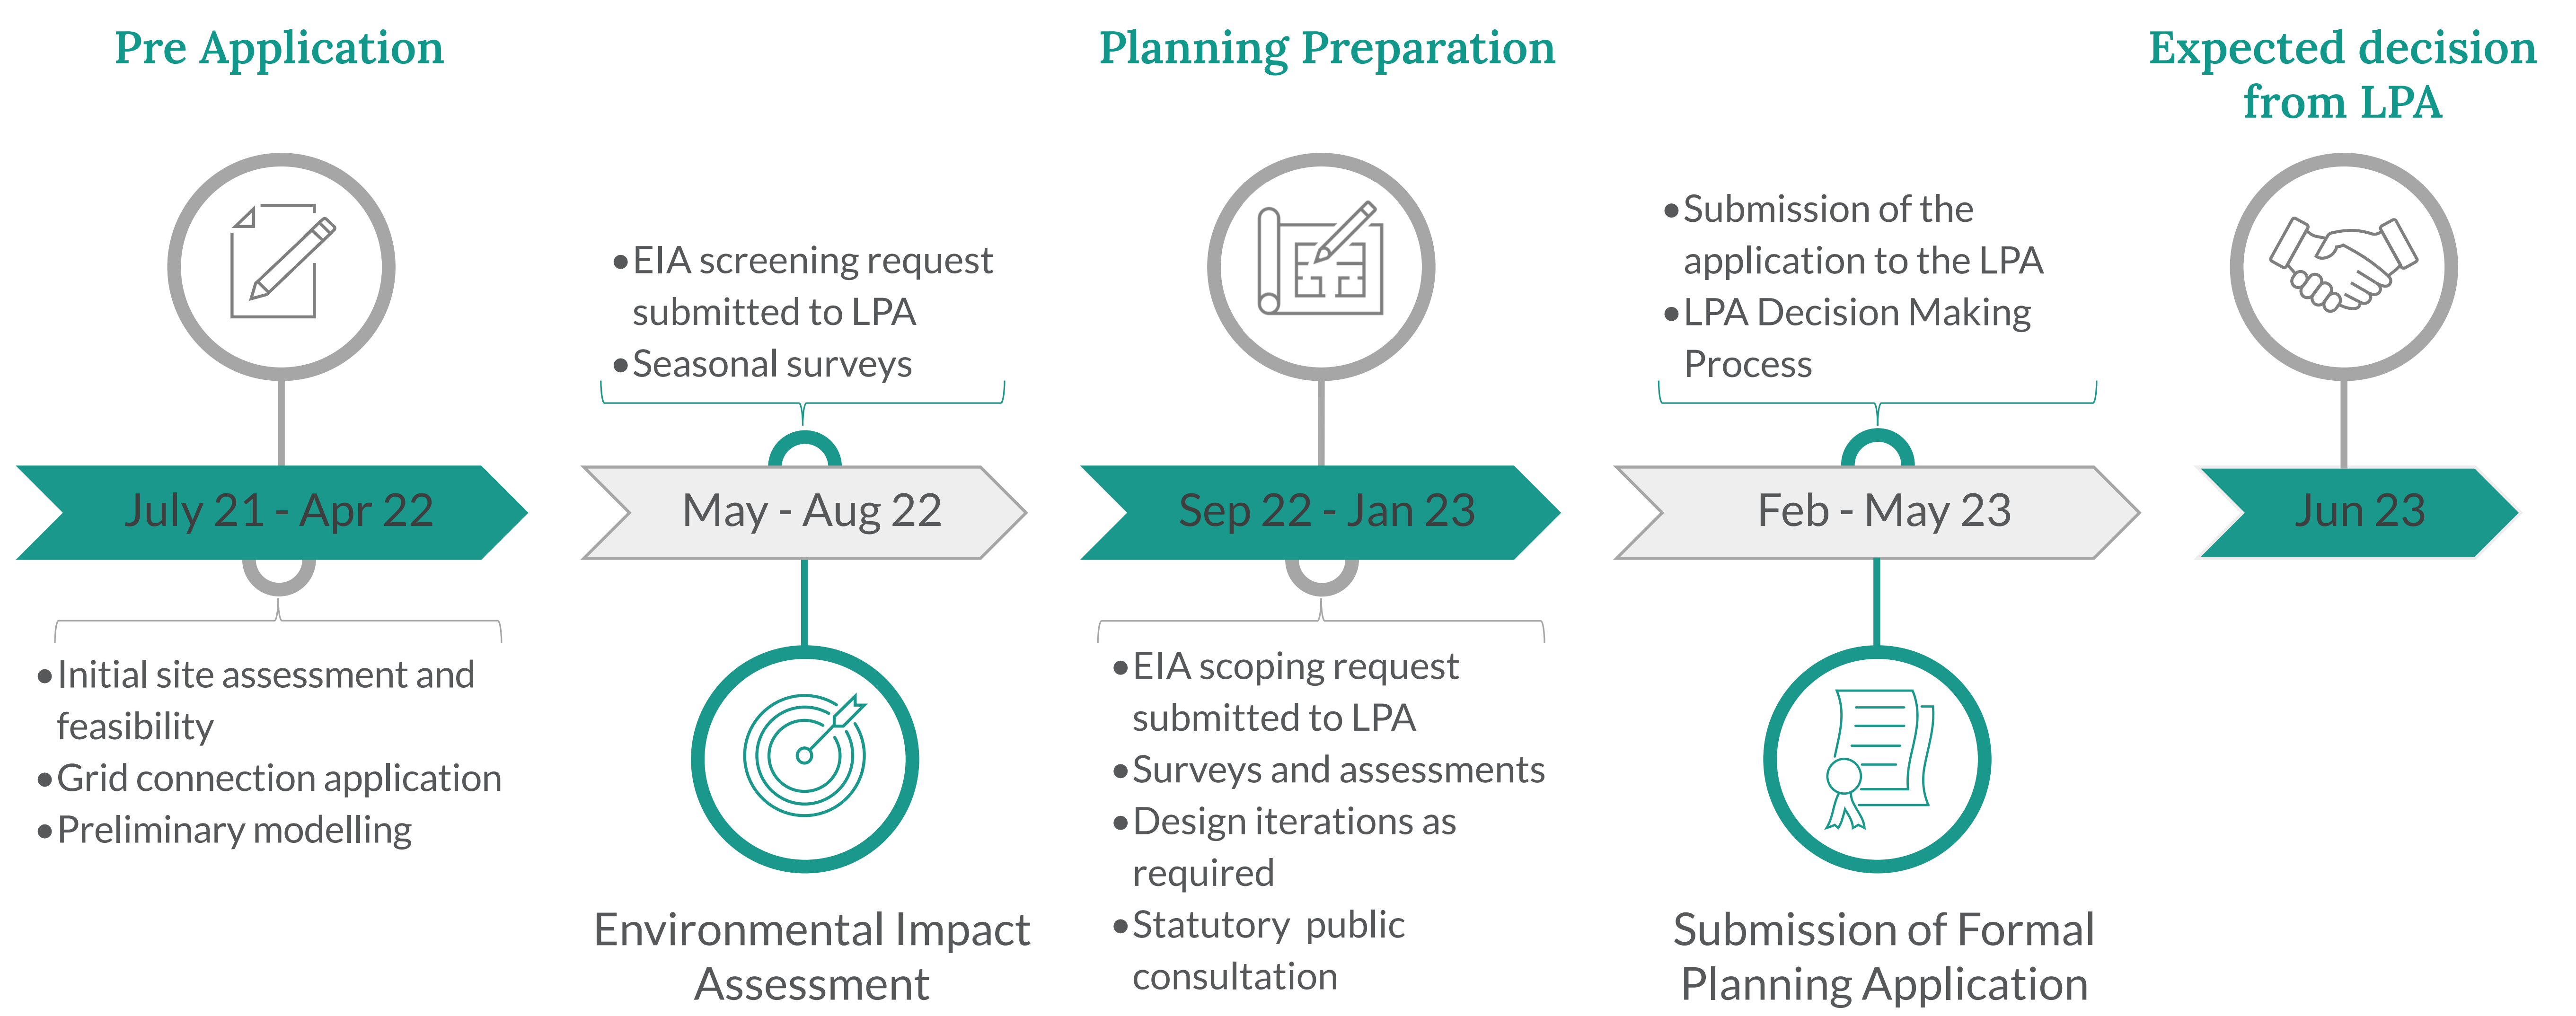 Pre Application
July 21 - Apr 22
•Initial site assessment and
feasibility
•Grid connection application
•Preliminary modelling
•EIA screening request
submitted to LPA
•Seasonal surveys
May - Aug 22
Environmental Impact
Assessment
Planning Preparation
Sep 22 - Jan 23
•EIA scoping request
submitted to LPA
•Surveys and assessments
•Design iterations as
required
•Statutory public
consultation
•Submission of the
application to the LPA
•LPA Decision Making
Process
Feb - May 23
Submission of Formal
Planning Application
Expected decision
from LPA
Jun 23